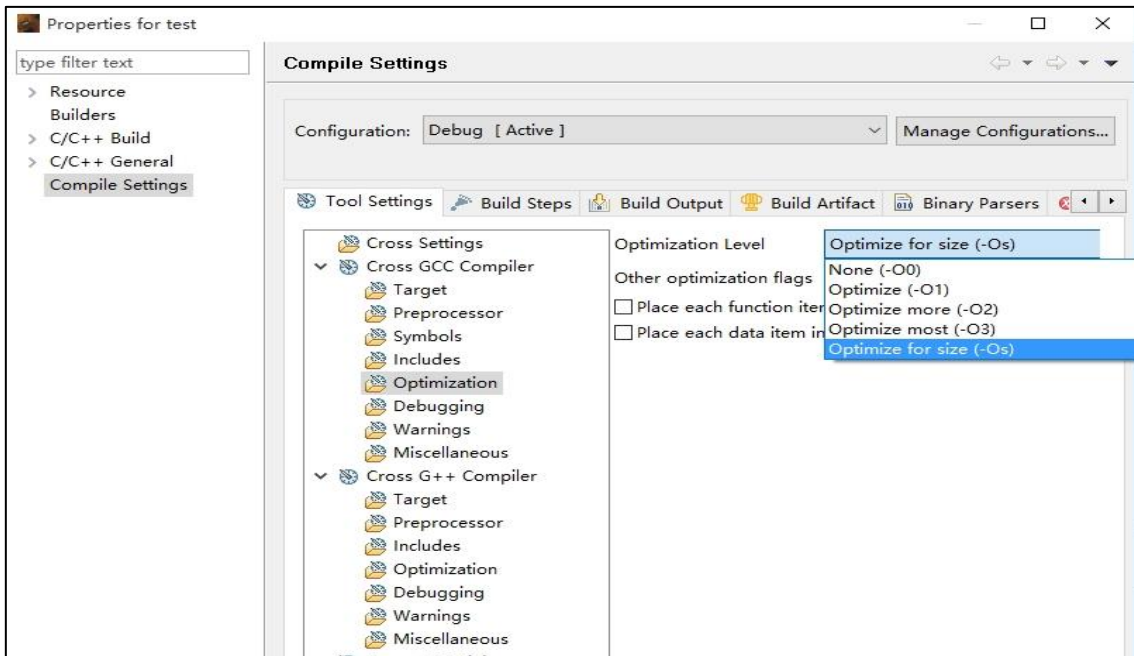 Properties for test
type filter text
Resource
Builders
C/C++ Build
C/C++ General
Compile Settings
Compile Settings
Configuration: Debug [ Active ] Manage Configurations...
Tool Settings Build Steps Build Output Build Artifact Binary Parsers
Cross Settings
Cross GCC Compiler
Target
Preprocessor
Symbols
Includes
Optimization
Debugging
Warnings
Miscellaneous
Cross G++ Compiler
Target
Preprocessor
Includes
Optimization
Debugging
Warnings
Miscellaneous
Optimization Level Optimize for size (-Os)
Other optimization flags
Place each function iter
Place each data item in
None (-O0)
Optimize (-O1)
Optimize more (-O2)
Optimize most (-O3)
Optimize for size (-Os)